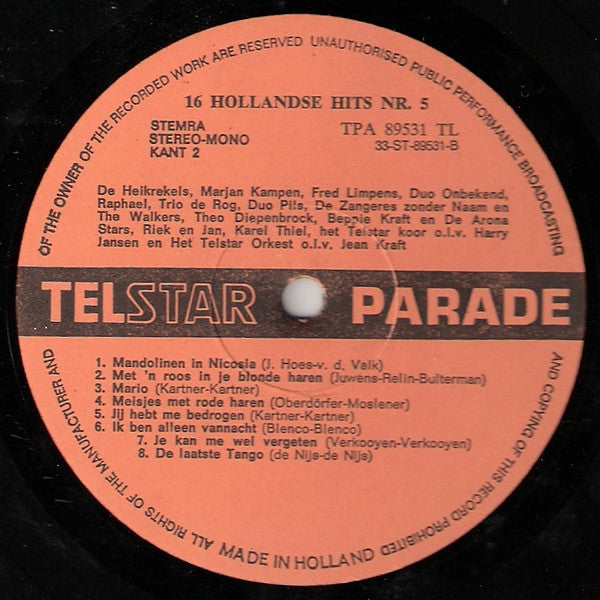 OF THE OWNER OF THE RECORDED WORK ARE RESERVED UNAUTHORISED PUBLIC PERFORMANCE BROADCASTING
16 HOLLANDSE HITS NR. 5
STEMRA
STEREO-MONO
KANT 2
TPA 89531 TL
33-ST-89531-B
De Heikrekels, Marjan Kampen, Fred Limpens, Duo Onbekend,
Raphael, Trio de Rog, Duo Pils, De Zangeres zonder Naam en
The Walkers, Theo Diepenbrock, Beppie Kraft en De Arona
Stars, Riek en Jan, Karel Thiel, het Telstar koor o.l.v. Harry
Jansen en Het Telstar Orkest o.l.v. Jean Kraft
TELSTAR PARADE
1. Mandolinen in Nicosia (J. Hoes-v. d. Valk)
2. Met 'n roos in je blonde haren (Juwens-Relin-Bulterman)
3. Mario (Kartner-Kartner)
4. Meisjes met rode haren (Oberdörfer-Moslener)
5. Jij hebt me bedrogen (Kartner-Kartner)
6. Ik ben alleen vannacht (Blenco-Blenco)
7. Je kan me wel vergeten (Verkooyen-Verkooyen)
8. De laatste Tango (de Nijs-de Nijs)
ALL RIGHTS OF THE MANUFACTURER AND
MADE IN HOLLAND
AND COPYING OF THIS RECORD PROHIBITED